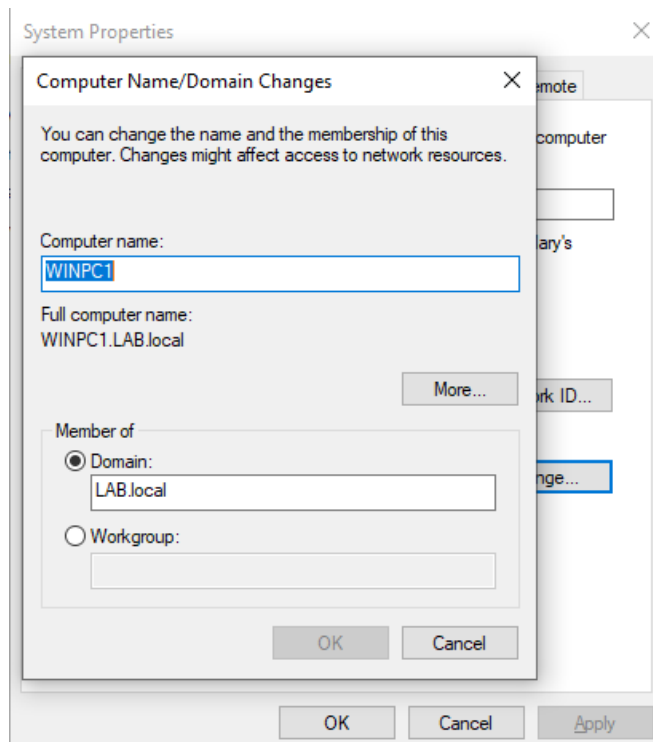 System Properties
Computer Name/Domain Changes
emote
You can change the name and the membership of this
computer. Changes might affect access to network resources.
computer
Computer name:
WINPC1
ary's
Full computer name:
WINPC1.LAB.local
More...
rk ID...
Member of
Domain:
LAB.local
nge...
Workgroup:
OK
Cancel
OK
Cancel
Apply